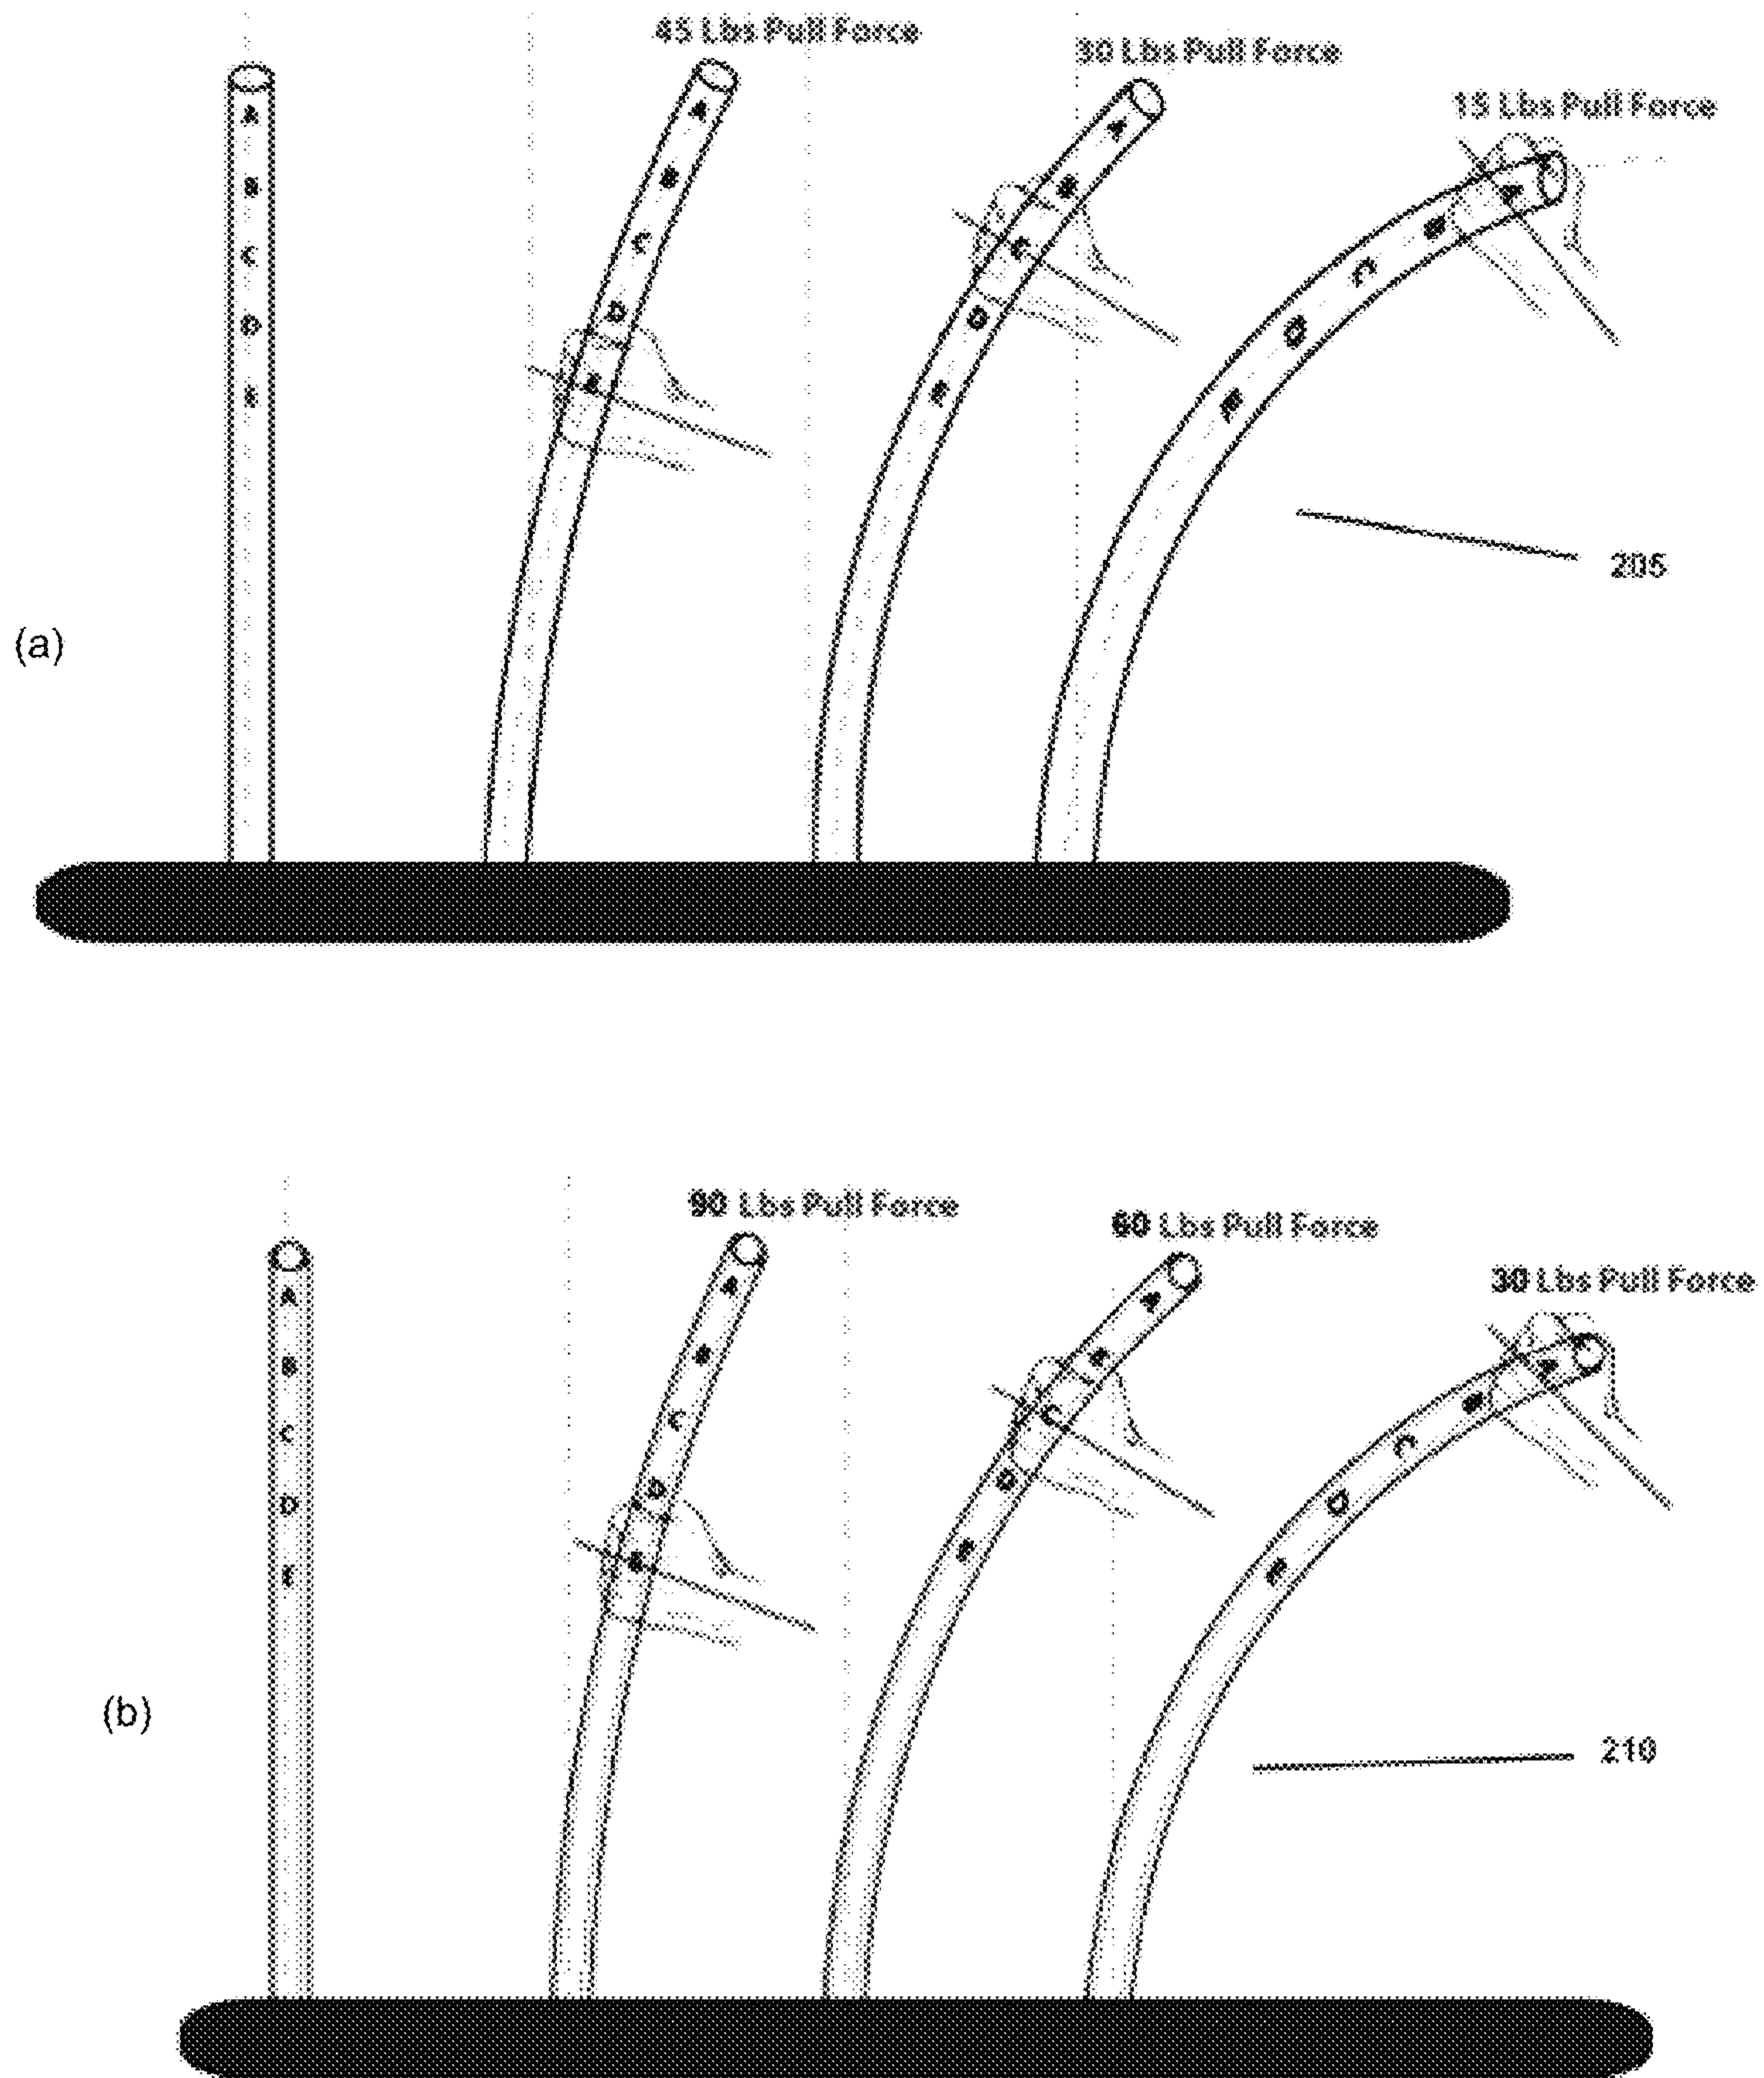 45 Lbs Pull Force
30 Lbs Pull Force
15 Lbs Pull Force
A
B
C
D
E
A
B
C
D
E
A
B
C
D
E
A
B
C
D
E
205
(a)
90 Lbs Pull Force
60 Lbs Pull Force
30 Lbs Pull Force
A
B
C
D
E
A
B
C
D
E
A
B
C
D
E
A
B
C
D
E
(b)
210